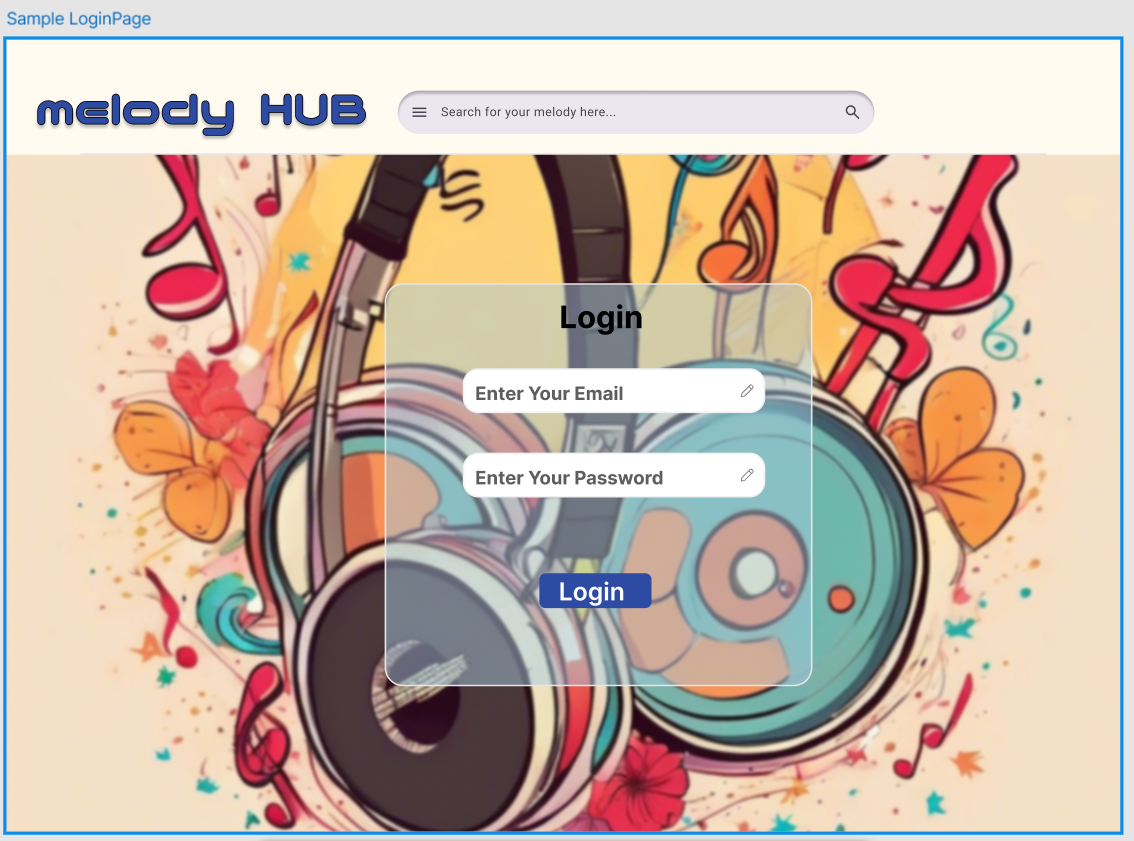 Sample LoginPage
melody HUB
Search for your melody here...
Login
Enter Your Email
Enter Your Password
Login